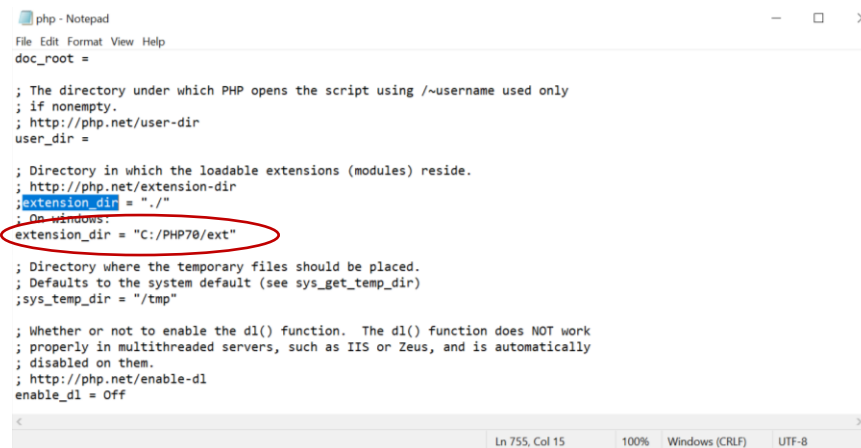 php - Notepad
File Edit Format View Help
doc_root =
; The directory under which PHP opens the script using /~username used only
; if nonempty.
; http://php.net/user-dir
user_dir =
; Directory in which the loadable extensions (modules) reside.
; http://php.net/extension-dir
;extension_dir = "./"
; On windows:
extension_dir = "C:/PHP70/ext"
; Directory where the temporary files should be placed.
; Defaults to the system default (see sys_get_temp_dir)
;sys_temp_dir = "/tmp"
; Whether or not to enable the dl() function.  The dl() function does NOT work
; properly in multithreaded servers, such as IIS or Zeus, and is automatically
; disabled on them.
; http://php.net/enable-dl
enable_dl = Off
Ln 755, Col 15 100% Windows (CRLF) UTF-8